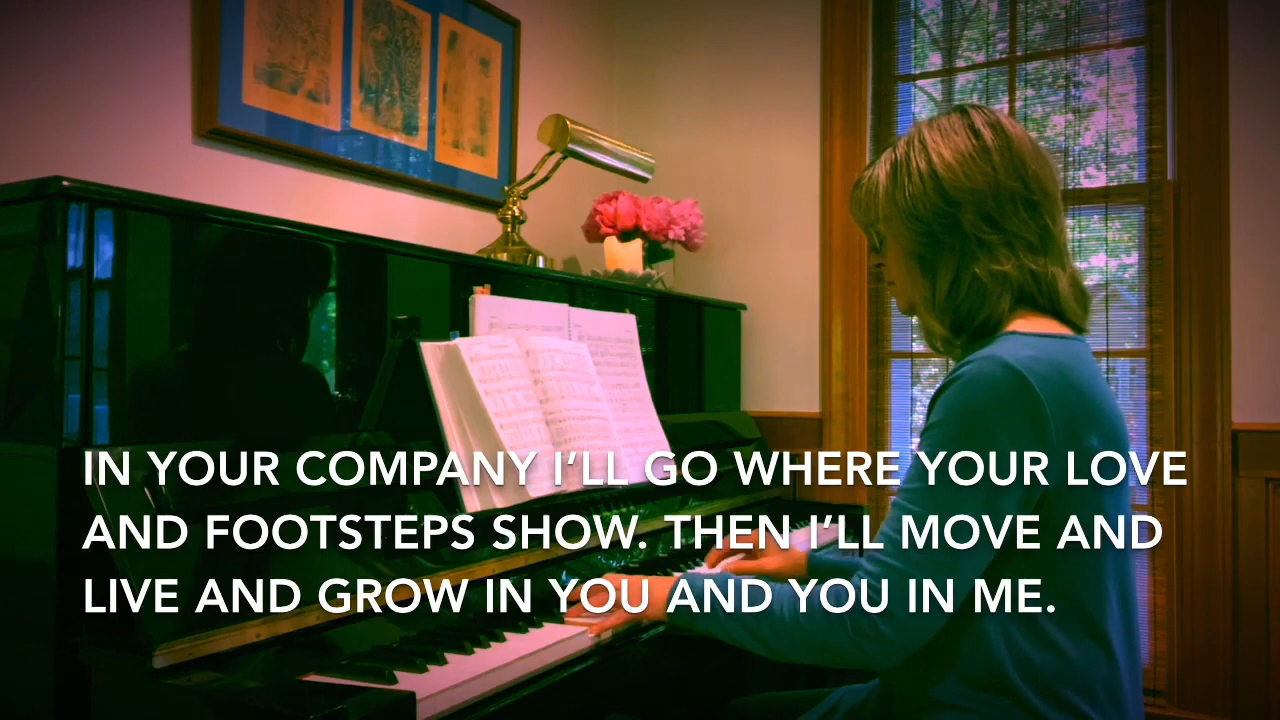 IN YOUR COMPANY I’LL GO WHERE YOUR LOVE
AND FOOTSTEPS SHOW. THEN I’LL MOVE AND
LIVE AND GROW IN YOU AND YOU IN ME.